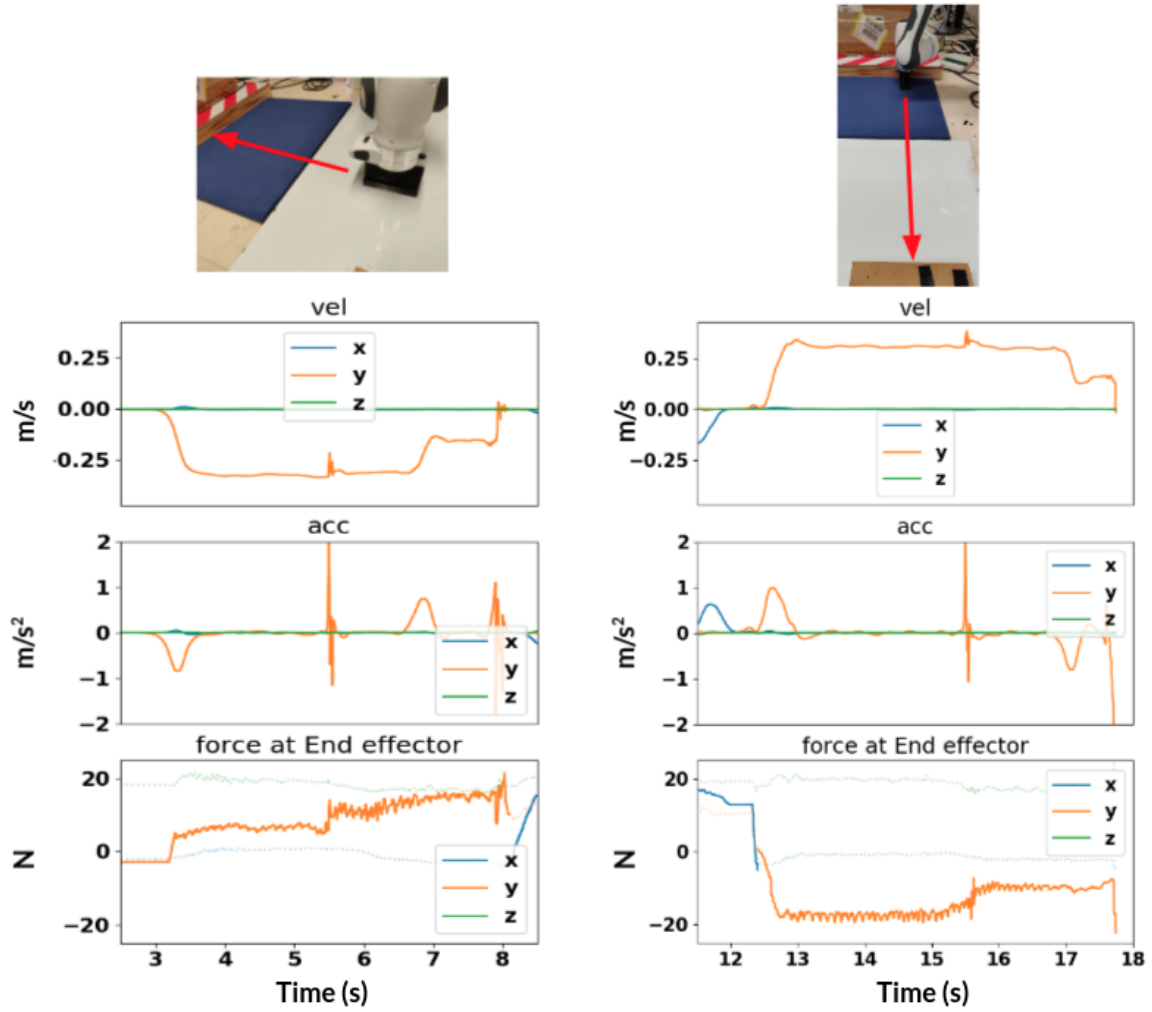 vel
m/s
0.25
0.00
-0.25
x
y
z
acc
m/s²
2
1
0
−1
−2
x
y
z
force at End effector
N
20
0
−20
x
y
z
3 4 5 6 7 8
Time (s)
vel
m/s
0.25
0.00
−0.25
x
y
z
acc
m/s²
2
1
0
−1
−2
x
y
z
force at End effector
N
20
0
−20
x
y
z
12 13 14 15 16 17 18
Time (s)